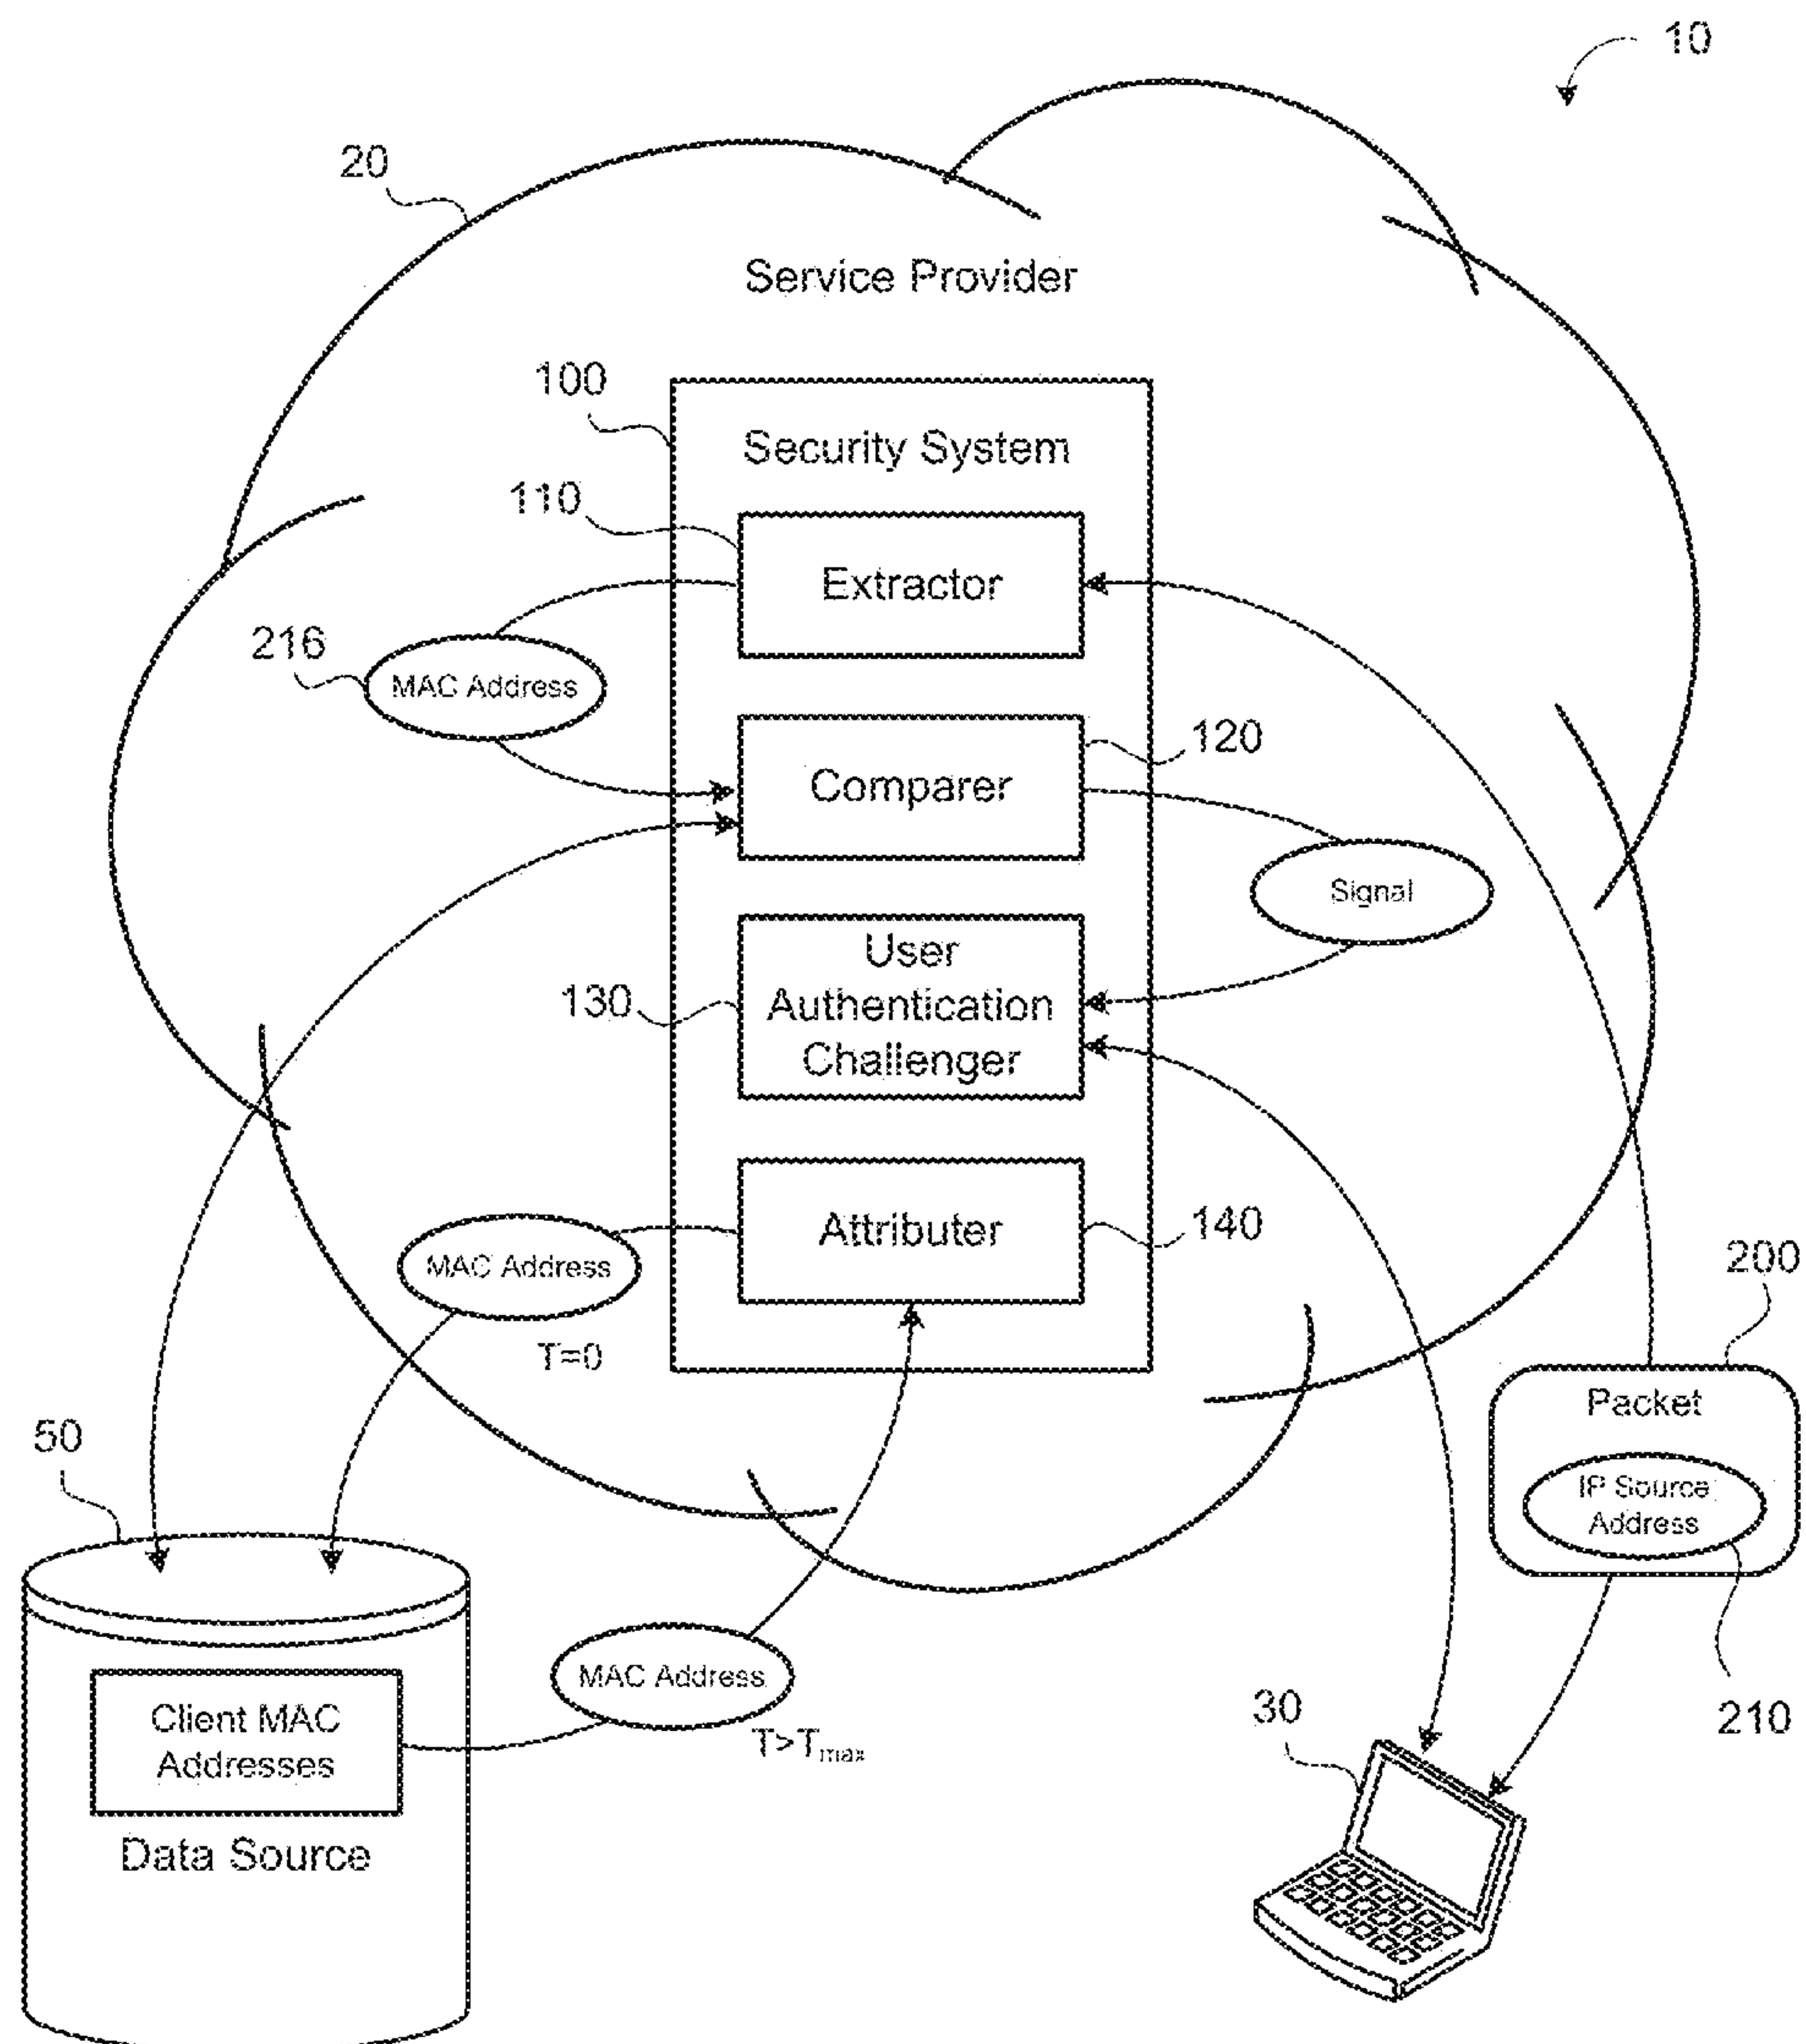 10
20
Service Provider
100
Security System
110
Extractor
216
MAC Address
120
Comparer
Signal
User
Authentication
Challenger
130
Attributer
140
MAC Address
T=0
200
Packet
IP Source
Address
210
50
MAC Address
T>Tmax
Client MAC
Addresses
Data Source
30